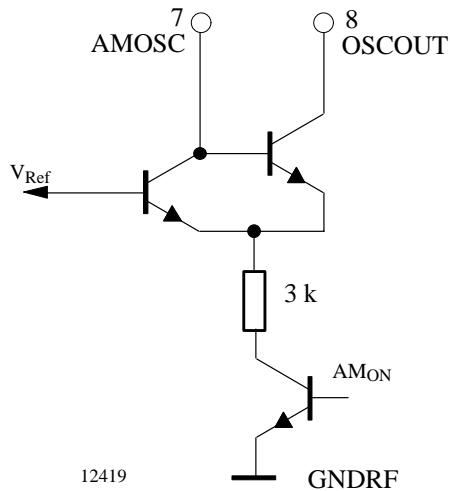 7 8
AMOSC OSCOUT
VRef
3 k
AMON
12419 GNDRF